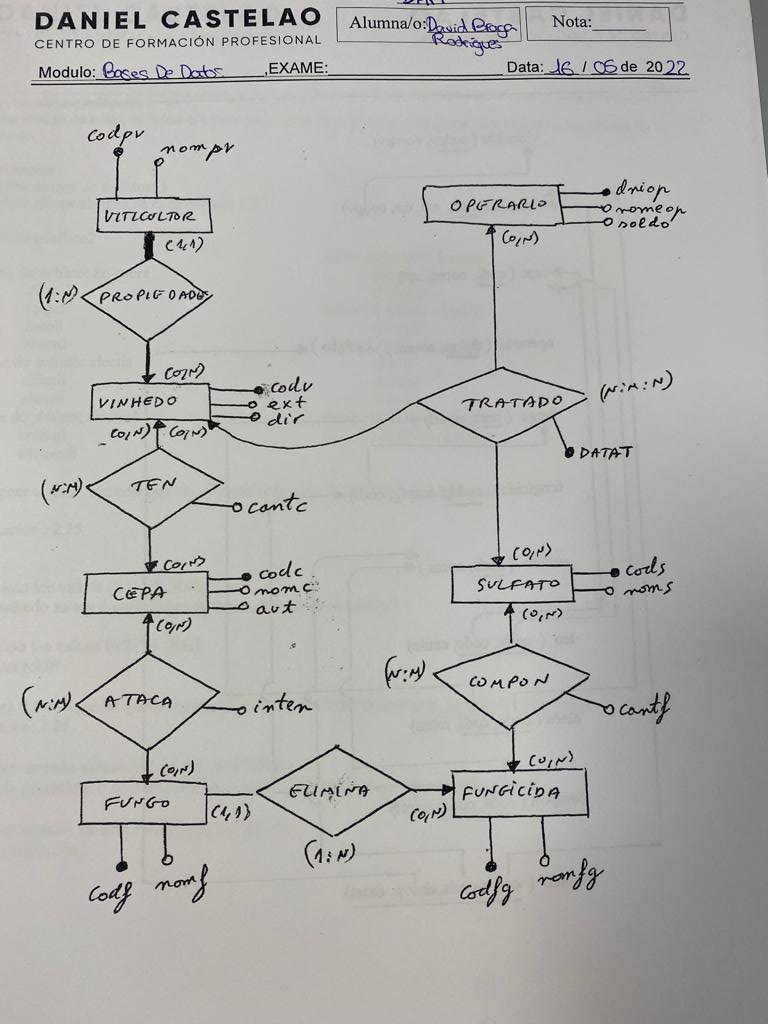 DANIEL CASTELAO
CENTRO DE FORMACIÓN PROFESIONAL
Alumna/o: David Braga
Rodrigues
Nota:
Modulo: Bases De Datos ,EXAME:
Data: 16 / 05 de 2022
codpv
nompv
VITICULTOR
(1,1)
OPERARIO
dniop
nomeop
soldo
(0,N)
(1:N)
PROPIEDADE
(0,N)
VINHEDO
codv
ext
dir
(0,N) (0,N)
TRATADO
(N:M:N)
DATAT
(N:M)
TEN
cantc
(0,N)
CEPA
codc
nomc
aut
(0,N)
(0,N)
SULFATO
cods
noms
(0,N)
(N:M)
ATACA
inten
(N:M)
COMPON
cantf
(0,N)
FUNGO
(1,1)
ELIMINA
(1:N)
(0,N)
(0,N)
FUNGICIDA
codf
nomf
codfg
nomfg